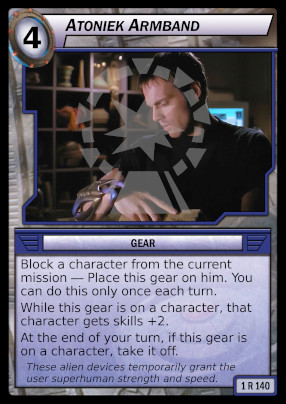 4
ATONIEK ARMBAND
GEAR
Block a character from the current
mission — Place this gear on him. You
can do this only once each turn.
While this gear is on a character, that
character gets skills +2.
At the end of your turn, if this gear is
on a character, take it off.
These alien devices temporarily grant the
user superhuman strength and speed.
1 R 140